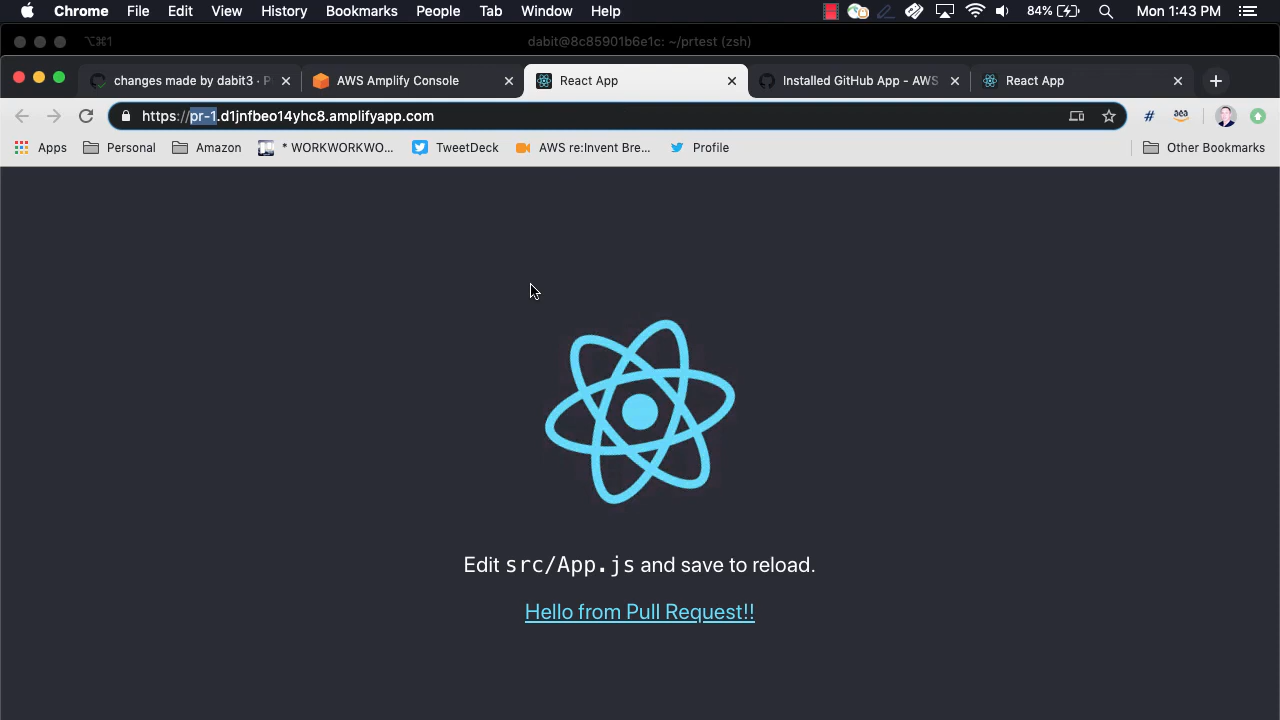 Chrome File Edit View History Bookmarks People Tab Window Help 84% Mon 1:43 PM
⌥⌘1 dabit@8c85901b6e1c: ~/prtest (zsh)
changes made by dabit3 · P AWS Amplify Console React App Installed GitHub App - AWS React App
https://pr-1.d1jnfbeo14yhc8.amplifyapp.com # aws
Apps Personal Amazon * WORKWORKWO... TweetDeck AWS re:Invent Bre... Profile Other Bookmarks
Edit src/App.js and save to reload.
Hello from Pull Request!!